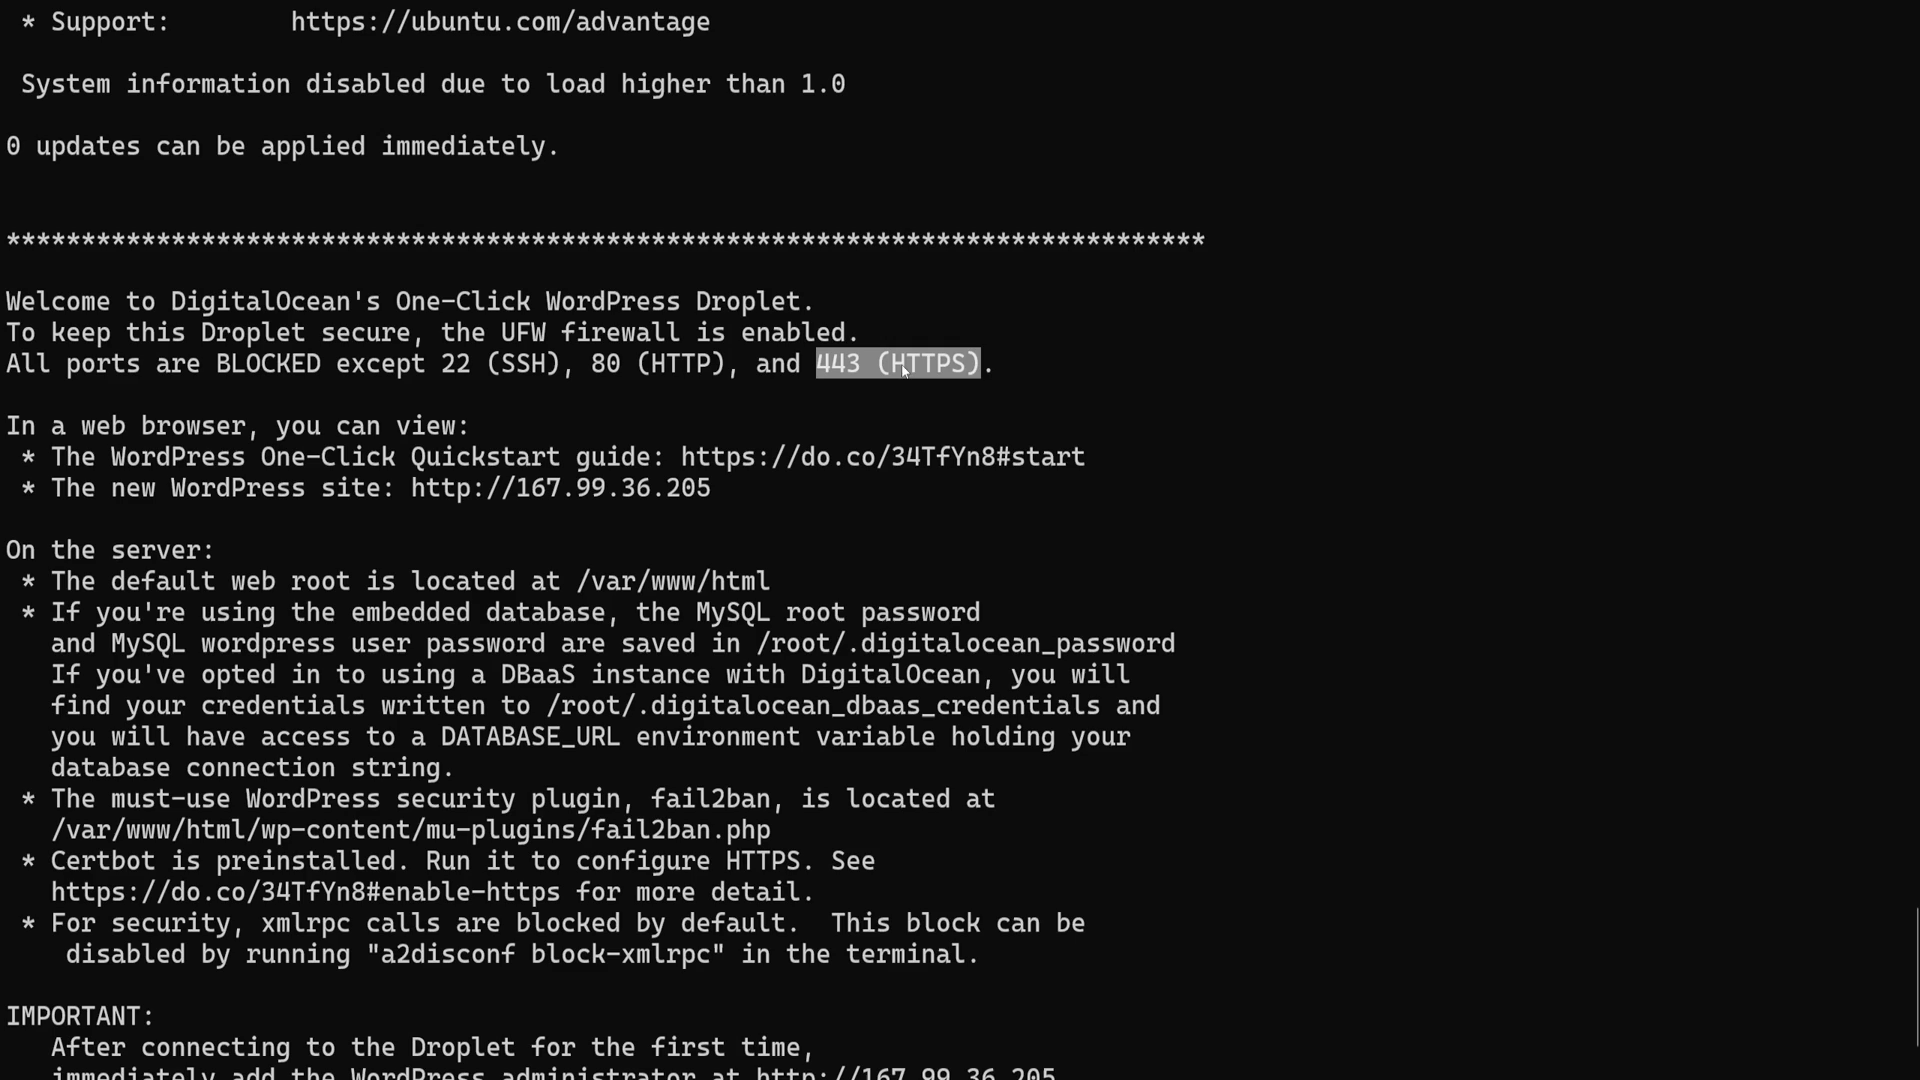 * Support:        https://ubuntu.com/advantage
System information disabled due to load higher than 1.0
0 updates can be applied immediately.
********************************************************************************
Welcome to DigitalOcean's One-Click WordPress Droplet.
To keep this Droplet secure, the UFW firewall is enabled.
All ports are BLOCKED except 22 (SSH), 80 (HTTP), and 443 (HTTPS).
In a web browser, you can view:
* The WordPress One-Click Quickstart guide: https://do.co/34TfYn8#start
* The new WordPress site: http://167.99.36.205
On the server:
* The default web root is located at /var/www/html
* If you're using the embedded database, the MySQL root password
and MySQL wordpress user password are saved in /root/.digitalocean_password
If you've opted in to using a DBaaS instance with DigitalOcean, you will
find your credentials written to /root/.digitalocean_dbaas_credentials and
you will have access to a DATABASE_URL environment variable holding your
database connection string.
* The must-use WordPress security plugin, fail2ban, is located at
/var/www/html/wp-content/mu-plugins/fail2ban.php
* Certbot is preinstalled. Run it to configure HTTPS. See
https://do.co/34TfYn8#enable-https for more detail.
* For security, xmlrpc calls are blocked by default.  This block can be
disabled by running "a2disconf block-xmlrpc" in the terminal.
IMPORTANT:
After connecting to the Droplet for the first time,
immediately add the WordPress administrator at http://167.99.36.205